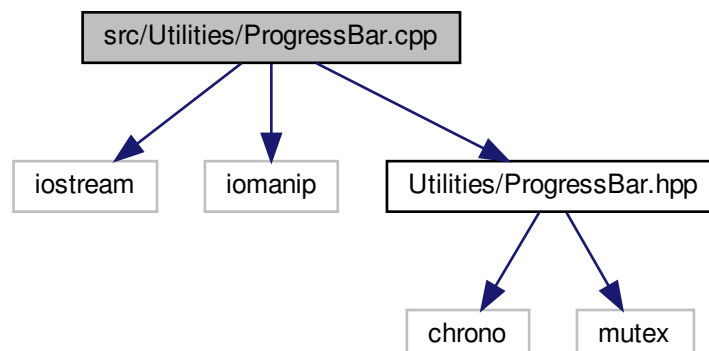 src/Utilities/ProgressBar.cpp
iostream
iomanip
Utilities/ProgressBar.hpp
chrono
mutex